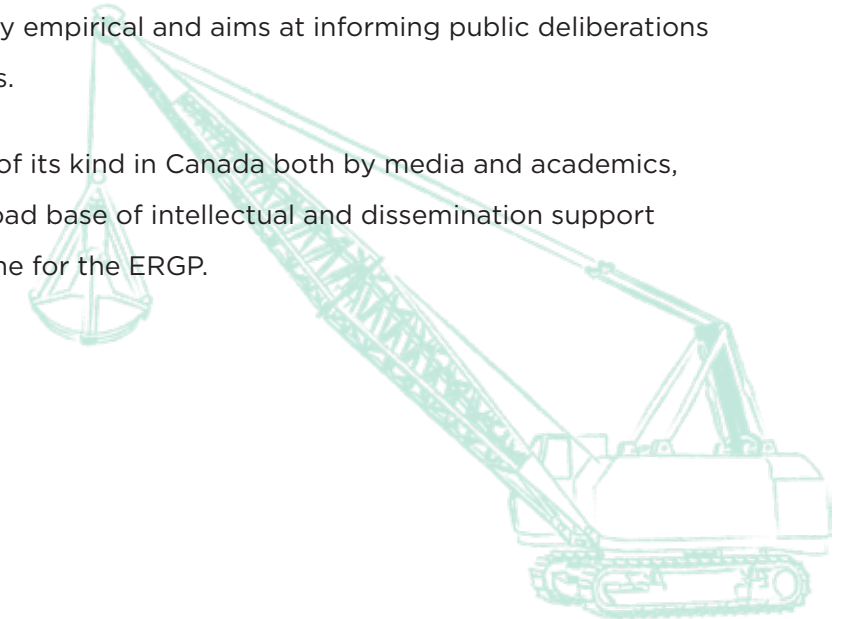 y empirical and aims at informing public deliberations
s.
of its kind in Canada both by media and academics,
oad base of intellectual and dissemination support
ne for the ERGP.